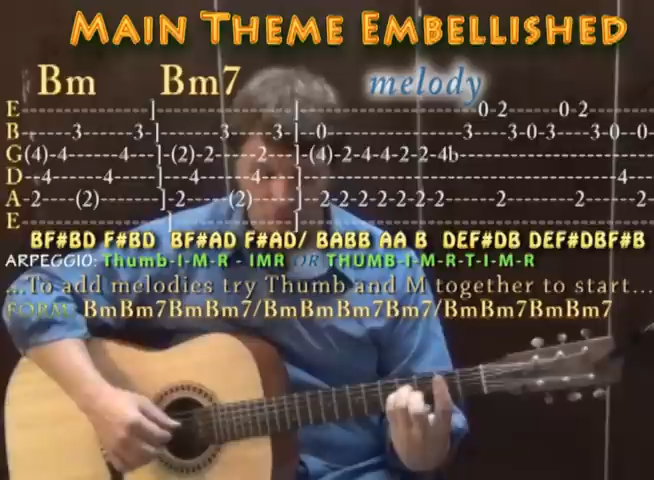 MAIN THEME EMBELLISHED
Bm Bm7 melody
E---------------]----------------]---------------------0-2------0-2-----
B------3------3-]-------3-----3-]--0----------------3----3-0-3----3-0-0-
G(4)-4------4---]-(2)-2-----2---]-(4)-2-4-4-2-2-4b--------------------
D--4------4-----]---4------4----]-----------------------------------4---
A-2----(2)------]-2----(2)------]---2-2-2-2-2-2-2------2-------2------2-
E---------------]---------------]---------------------------------------
BF#BD F#BD BF#AD F#AD/ BABB AA B DEF#DB DEF#DBF#B
ARPEGGIO: Thumb-I-M-R - IMR OR THUMB-I-M-R-T-I-M-R
...To add melodies try Thumb and M together to start...
FORM: BmBm7BmBm7/BmBmBm7Bm7/BmBm7BmBm7